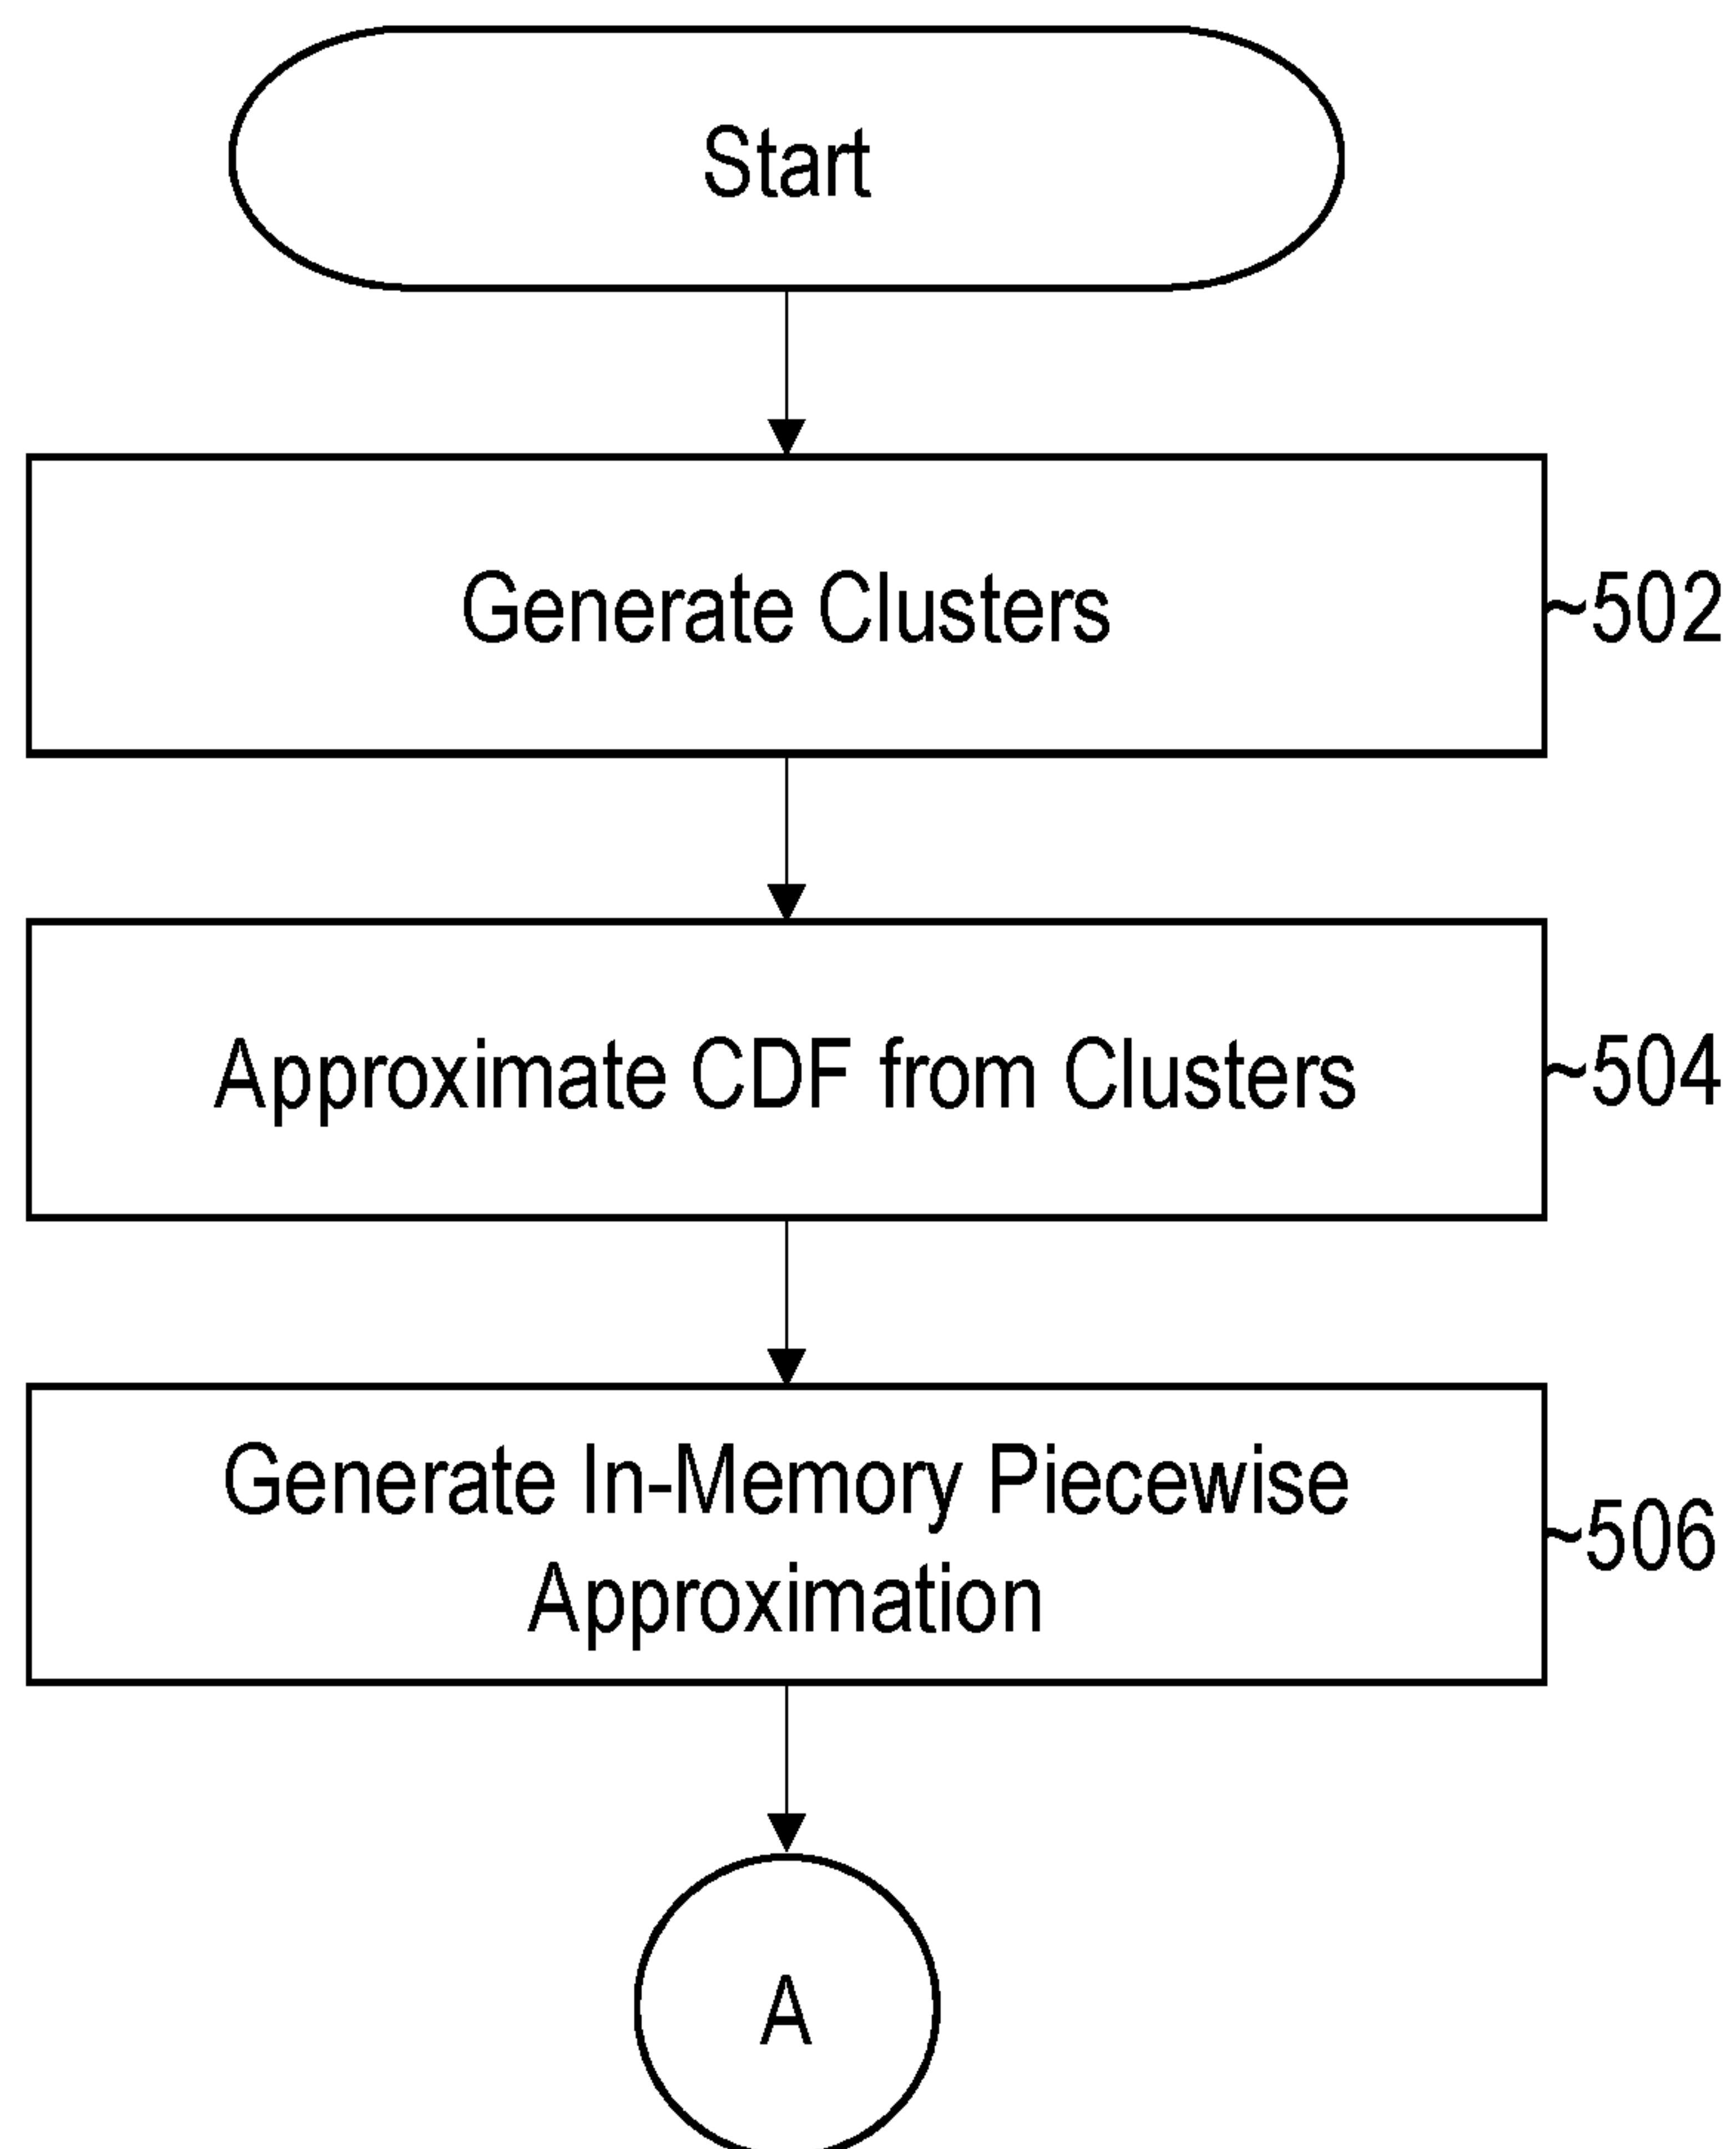 Start
Generate Clusters
~502
Approximate CDF from Clusters
~504
Generate In-Memory Piecewise
Approximation
~506
A